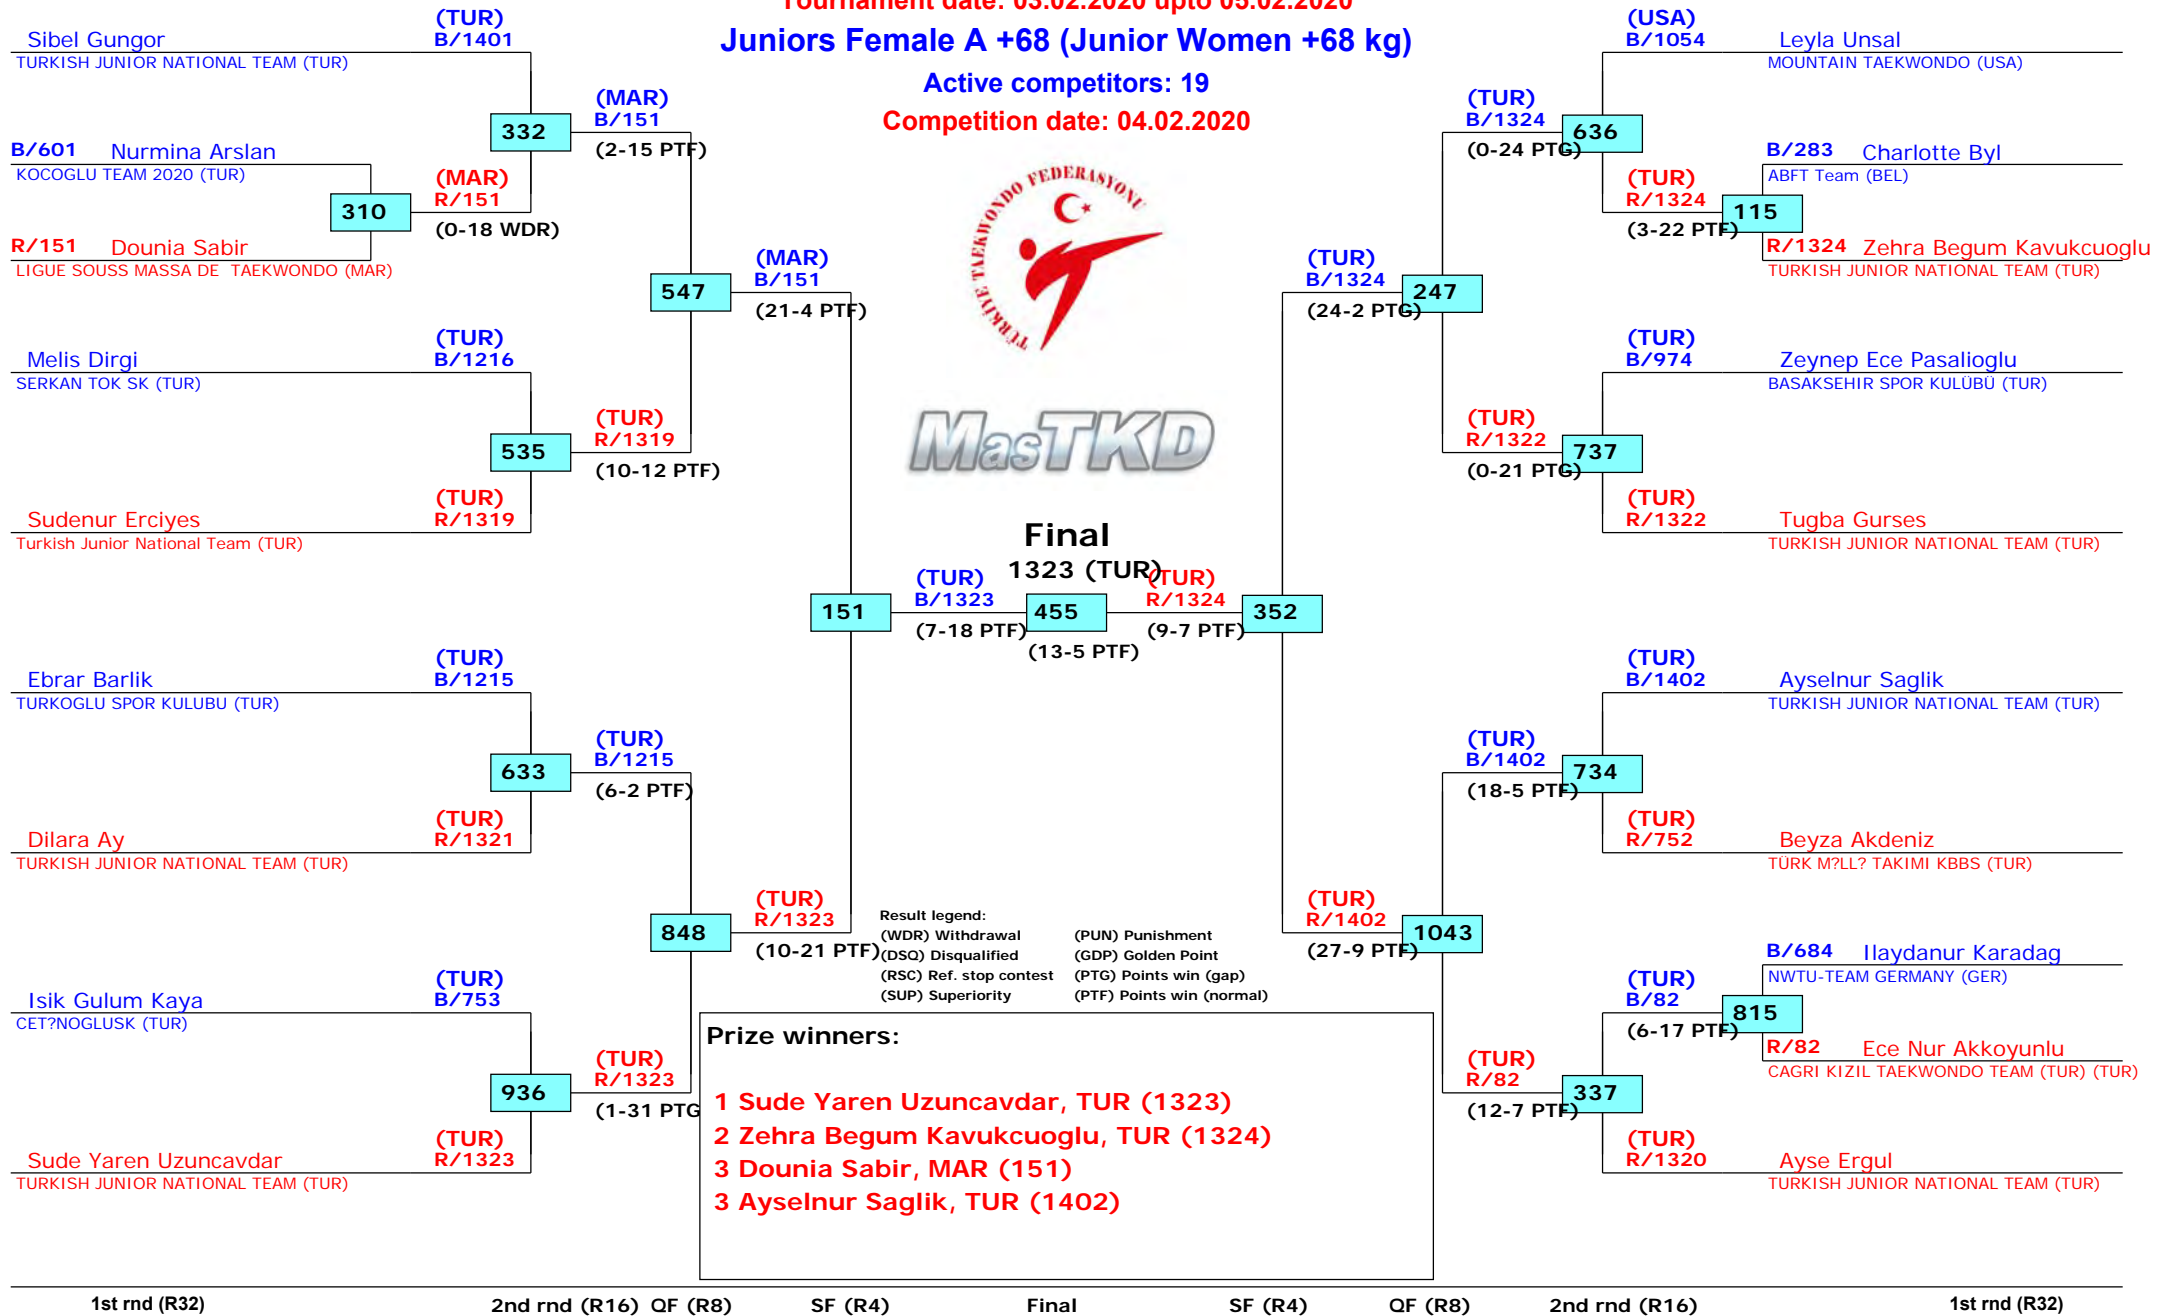 Tournament date: 03.02.2020 upto 05.02.2020
Juniors Female A +68 (Junior Women +68 kg)
Active competitors: 19
Competition date: 04.02.2020
TÜRKİYE TAEKWONDO FEDERASYONU
MasTKD
(TUR)
Sibel Gungor B/1401
TURKISH JUNIOR NATIONAL TEAM (TUR)
332
(MAR)
B/151
(2-15 PTF)
B/601 Nurmina Arslan
KOCOGLU TEAM 2020 (TUR)
310
(MAR)
R/151
(0-18 WDR)
R/151 Dounia Sabir
LIGUE SOUSS MASSA DE TAEKWONDO (MAR)
547
(MAR)
B/151
(21-4 PTF)
(TUR)
Melis Dirgi B/1216
SERKAN TOK SK (TUR)
535
(TUR)
R/1319
(10-12 PTF)
(TUR)
Sudenur Erciyes R/1319
Turkish Junior National Team (TUR)
151
(TUR)
B/1323
(7-18 PTF)
(TUR)
Ebrar Barlik B/1215
TURKOGLU SPOR KULUBU (TUR)
633
(TUR)
B/1215
(6-2 PTF)
(TUR)
Dilara Ay R/1321
TURKISH JUNIOR NATIONAL TEAM (TUR)
848
(TUR)
R/1323
(10-21 PTF)
(TUR)
Isik Gulum Kaya B/753
CET?NOGLUSK (TUR)
936
(TUR)
R/1323
(1-31 PTG
(TUR)
Sude Yaren Uzuncavdar R/1323
TURKISH JUNIOR NATIONAL TEAM (TUR)
Final
1323 (TUR)
455
(13-5 PTF)
(TUR)
R/1324
(9-7 PTF)
352
(USA)
B/1054 Leyla Unsal
MOUNTAIN TAEKWONDO (USA)
(TUR)
B/1324
(0-24 PTG)
636
B/283 Charlotte Byl
ABFT Team (BEL)
(TUR)
R/1324
(3-22 PTF)
115
R/1324 Zehra Begum Kavukcuoglu
TURKISH JUNIOR NATIONAL TEAM (TUR)
(TUR)
B/1324
(24-2 PTG)
247
(TUR)
B/974 Zeynep Ece Pasalioglu
BASAKSEHIR SPOR KULÜBÜ (TUR)
(TUR)
R/1322
(0-21 PTG)
737
(TUR)
R/1322 Tugba Gurses
TURKISH JUNIOR NATIONAL TEAM (TUR)
(TUR)
B/1402 Ayselnur Saglik
TURKISH JUNIOR NATIONAL TEAM (TUR)
(TUR)
B/1402
(18-5 PTF)
734
(TUR)
R/752 Beyza Akdeniz
TÜRK M?LL? TAKIMI KBBS (TUR)
(TUR)
R/1402
(27-9 PTF)
1043
B/684 Ilaydanur Karadag
NWTU-TEAM GERMANY (GER)
(TUR)
B/82
(6-17 PTF)
815
R/82 Ece Nur Akkoyunlu
CAGRI KIZIL TAEKWONDO TEAM (TUR) (TUR)
(TUR)
R/82
(12-7 PTF)
337
(TUR)
R/1320 Ayse Ergul
TURKISH JUNIOR NATIONAL TEAM (TUR)
Result legend:
(WDR) Withdrawal (PUN) Punishment
(DSQ) Disqualified (GDP) Golden Point
(RSC) Ref. stop contest (PTG) Points win (gap)
(SUP) Superiority (PTF) Points win (normal)
Prize winners:
1 Sude Yaren Uzuncavdar, TUR (1323)
2 Zehra Begum Kavukcuoglu, TUR (1324)
3 Dounia Sabir, MAR (151)
3 Ayselnur Saglik, TUR (1402)
1st rnd (R32) 2nd rnd (R16) QF (R8) SF (R4) Final SF (R4) QF (R8) 2nd rnd (R16) 1st rnd (R32)